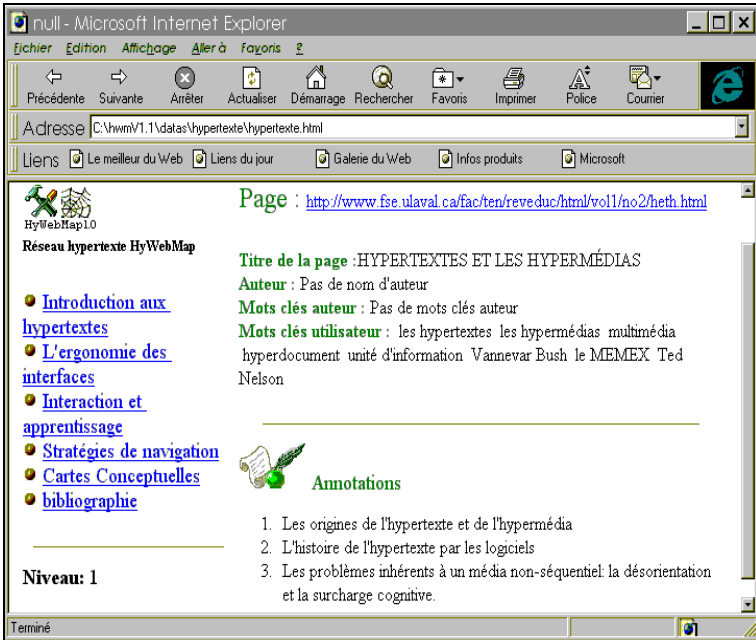 null - Microsoft Internet Explorer
Fichier Edition Affichage Aller à Favoris ?
Précédente Suivante Arrêter Actualiser Démarrage Rechercher Favoris Imprimer Police Courrier
Adresse C:\hwmV1.1\datas\hypertexte\hypertexte.html
Liens Le meilleur du Web Liens du jour Galerie du Web Infos produits Microsoft
HyWebMap1.0
Réseau hypertexte HyWebMap
Introduction aux
hypertextes
L'ergonomie des
interfaces
Interaction et
apprentissage
Stratégies de navigation
Cartes Conceptuelles
bibliographie
Niveau: 1
Page : http://www.fse.ulaval.ca/fac/ten/reveduc/html/vol1/no2/heth.html
Titre de la page :HYPERTEXTES ET LES HYPERMÉDIAS
Auteur : Pas de nom d'auteur
Mots clés auteur : Pas de mots clés auteur
Mots clés utilisateur : les hypertextes les hypermédias multimédia
hyperdocument unité d'information Vannevar Bush le MEMEX Ted
Nelson
Annotations
1. Les origines de l'hypertexte et de l'hypermédia
2. L'histoire de l'hypertexte par les logiciels
3. Les problèmes inhérents à un média non-séquentiel: la désorientation
et la surcharge cognitive.
Terminé